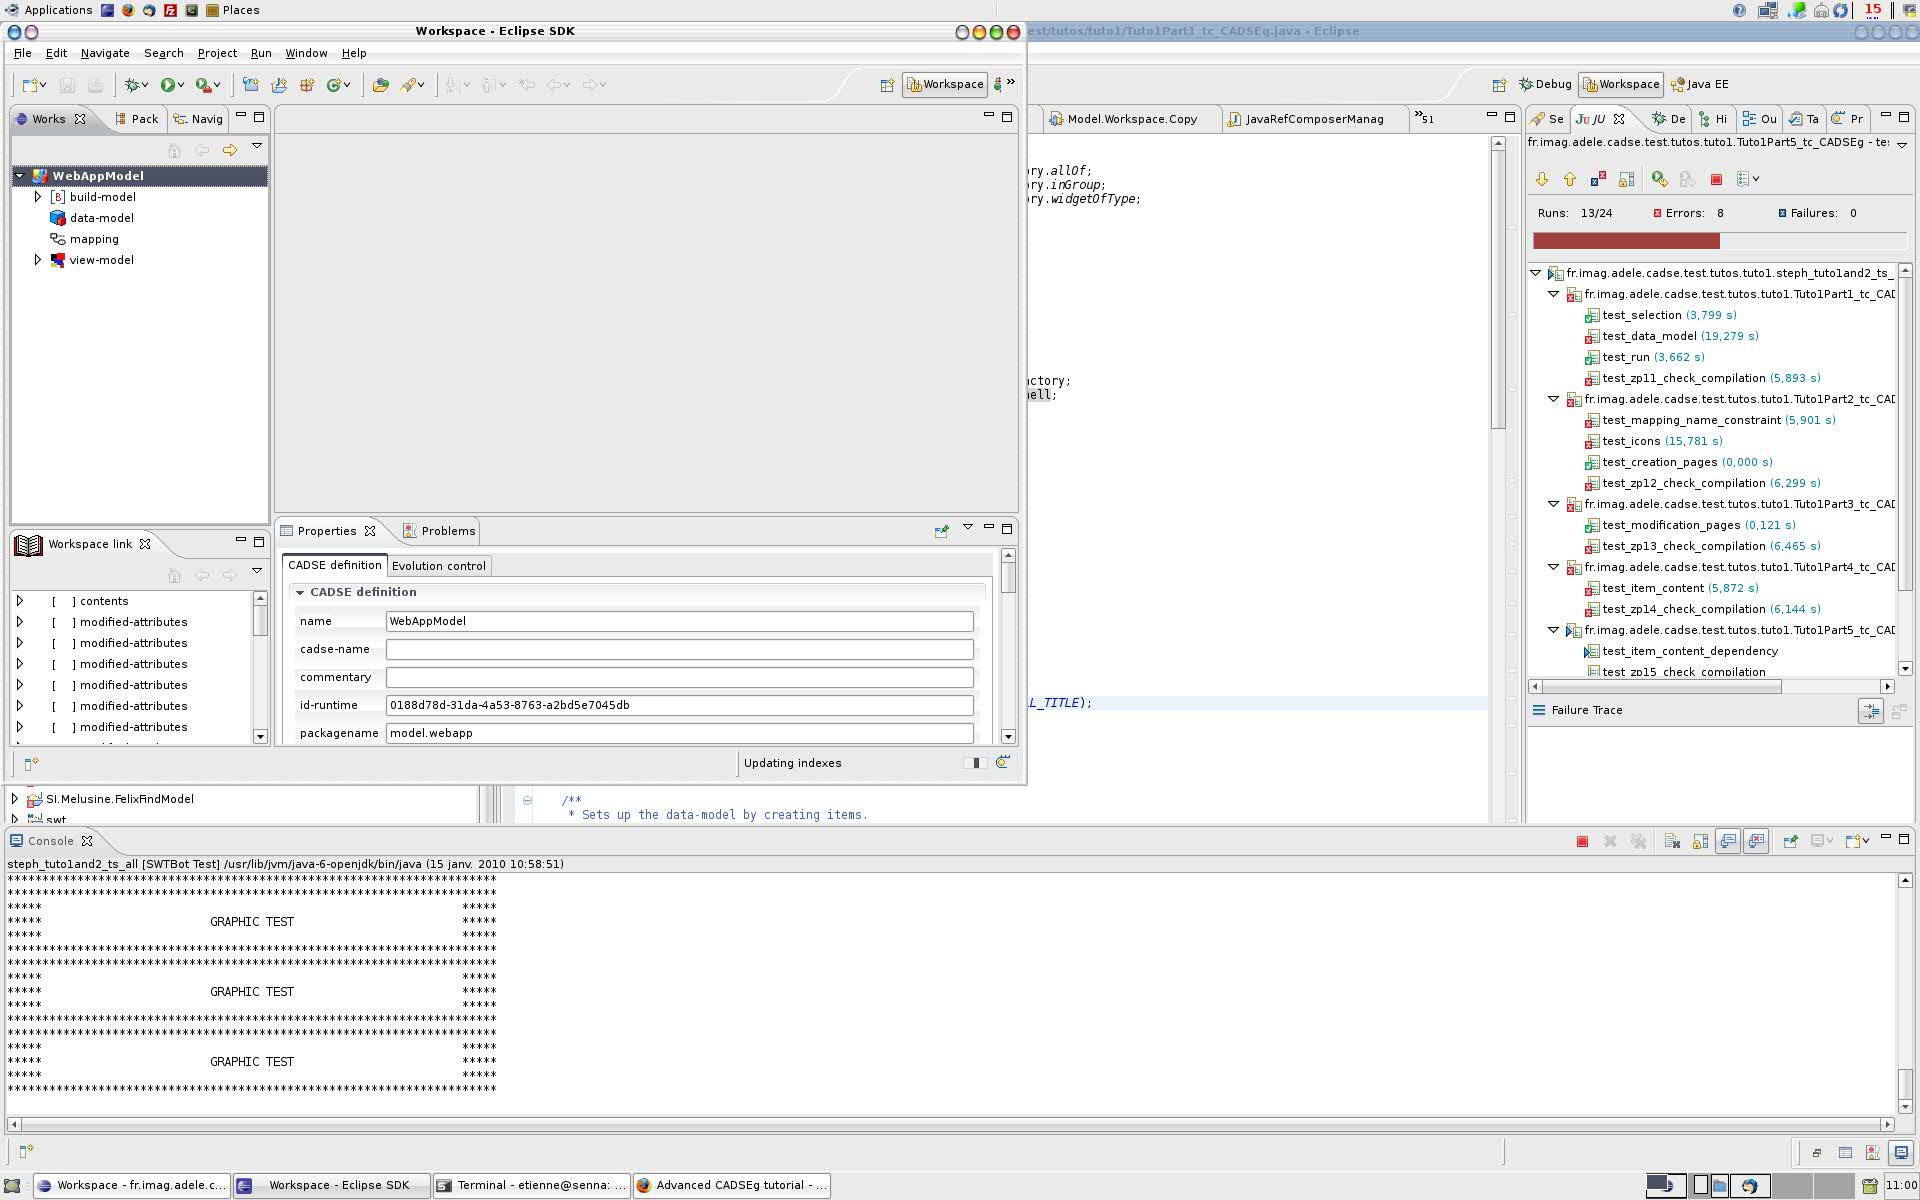 Applications Places
15
Workspace - Eclipse SDK
est/tutos/tuto1/Tuto1Part1_tc_CADSEg.java - Eclipse
File Edit Navigate Search Project Run Window Help
Workspace
Debug Workspace Java EE
Works Pack Navig
Model.Workspace.Copy JavaRefComposerManag 51
Se JU De Hi Ou Ta Pr
WebAppModel
build-model
data-model
mapping
view-model
ry.allOf;
ry.inGroup;
ry.widgetOfType;
actory;
hell;
L_TITLE);
fr.imag.adele.cadse.test.tutos.tuto1.Tuto1Part5_tc_CADSEg - te:
Runs: 13/24 Errors: 8 Failures: 0
fr.imag.adele.cadse.test.tutos.tuto1.steph_tuto1and2_ts_
fr.imag.adele.cadse.test.tutos.tuto1.Tuto1Part1_tc_CAD
test_selection (3,799 s)
test_data_model (19,279 s)
test_run (3,662 s)
test_zp11_check_compilation (5,893 s)
fr.imag.adele.cadse.test.tutos.tuto1.Tuto1Part2_tc_CAD
test_mapping_name_constraint (5,901 s)
test_icons (15,781 s)
test_creation_pages (0,000 s)
test_zp12_check_compilation (6,299 s)
fr.imag.adele.cadse.test.tutos.tuto1.Tuto1Part3_tc_CAD
test_modification_pages (0,121 s)
test_zp13_check_compilation (6,465 s)
fr.imag.adele.cadse.test.tutos.tuto1.Tuto1Part4_tc_CAD
test_item_content (5,872 s)
test_zp14_check_compilation (6,144 s)
fr.imag.adele.cadse.test.tutos.tuto1.Tuto1Part5_tc_CAD
test_item_content_dependency
test_zp15_check_compilation
Failure Trace
Workspace link
[ ] contents
[ ] modified-attributes
[ ] modified-attributes
[ ] modified-attributes
[ ] modified-attributes
[ ] modified-attributes
[ ] modified-attributes
Properties Problems
CADSE definition Evolution control
CADSE definition
name WebAppModel
cadse-name
commentary
id-runtime 0188d78d-31da-4a53-8763-a2bd5e7045db
packagename model.webapp
Updating indexes
SI.Melusine.FelixFindModel
swt
/**
* Sets up the data-model by creating items.
Console
steph_tuto1and2_ts_all [SWTBot Test] /usr/lib/jvm/java-6-openjdk/bin/java (15 janv. 2010 10:58:51)
**********************************************************************
**********************************************************************
***** *****
***** GRAPHIC TEST *****
***** *****
**********************************************************************
**********************************************************************
***** *****
***** GRAPHIC TEST *****
***** *****
**********************************************************************
**********************************************************************
***** *****
***** GRAPHIC TEST *****
***** *****
**********************************************************************
Workspace - fr.imag.adele.c... Workspace - Eclipse SDK Terminal - etienne@senna: ... Advanced CADSEg tutorial - ... 11:00